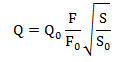 Q = Q₀ F/F₀ √(S/S₀)